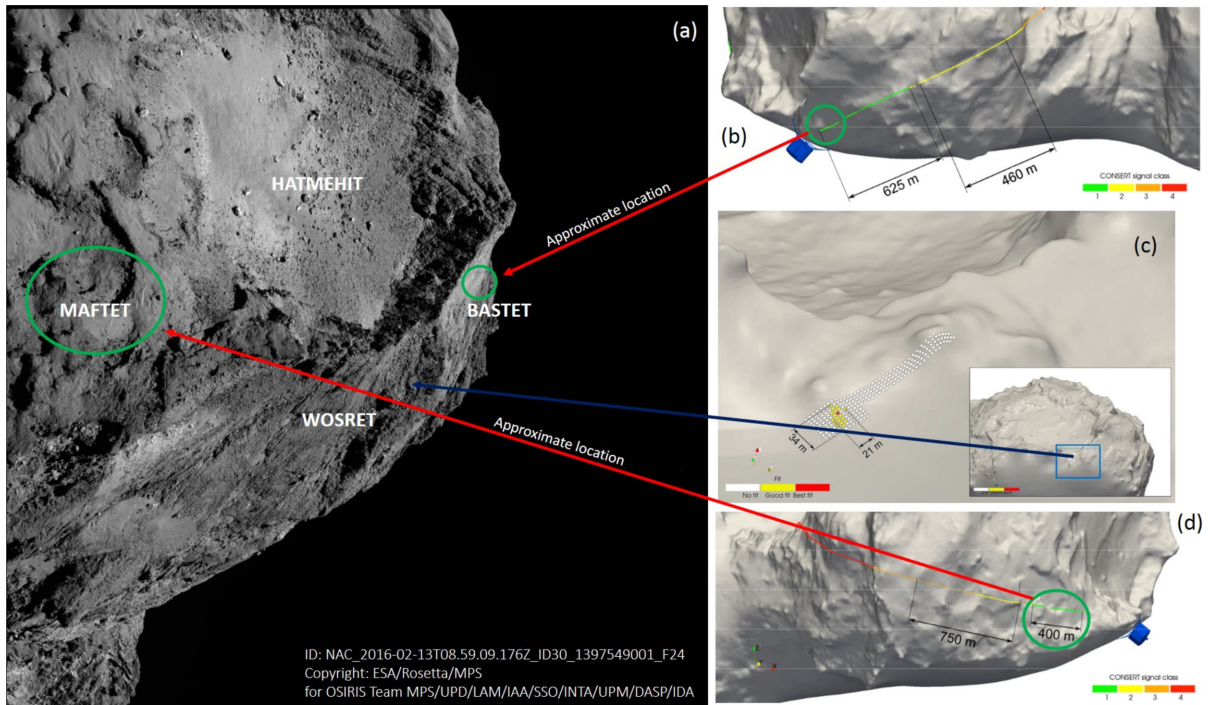 (a)
HATMEHIT
MAFTET
BASTET
WOSRET
Approximate location
Approximate location
ID: NAC_2016-02-13T08.59.09.176Z_ID30_1397549001_F24
Copyright: ESA/Rosetta/MPS
for OSIRIS Team MPS/UPD/LAM/IAA/SSO/INTA/UPM/DASP/IDA
(b)
625 m
460 m
CONSERT signal class
1 2 3 4
(c)
34 m
21 m
Fit
No fit Good fit Best fit
(d)
750 m
400 m
CONSERT signal class
1 2 3 4